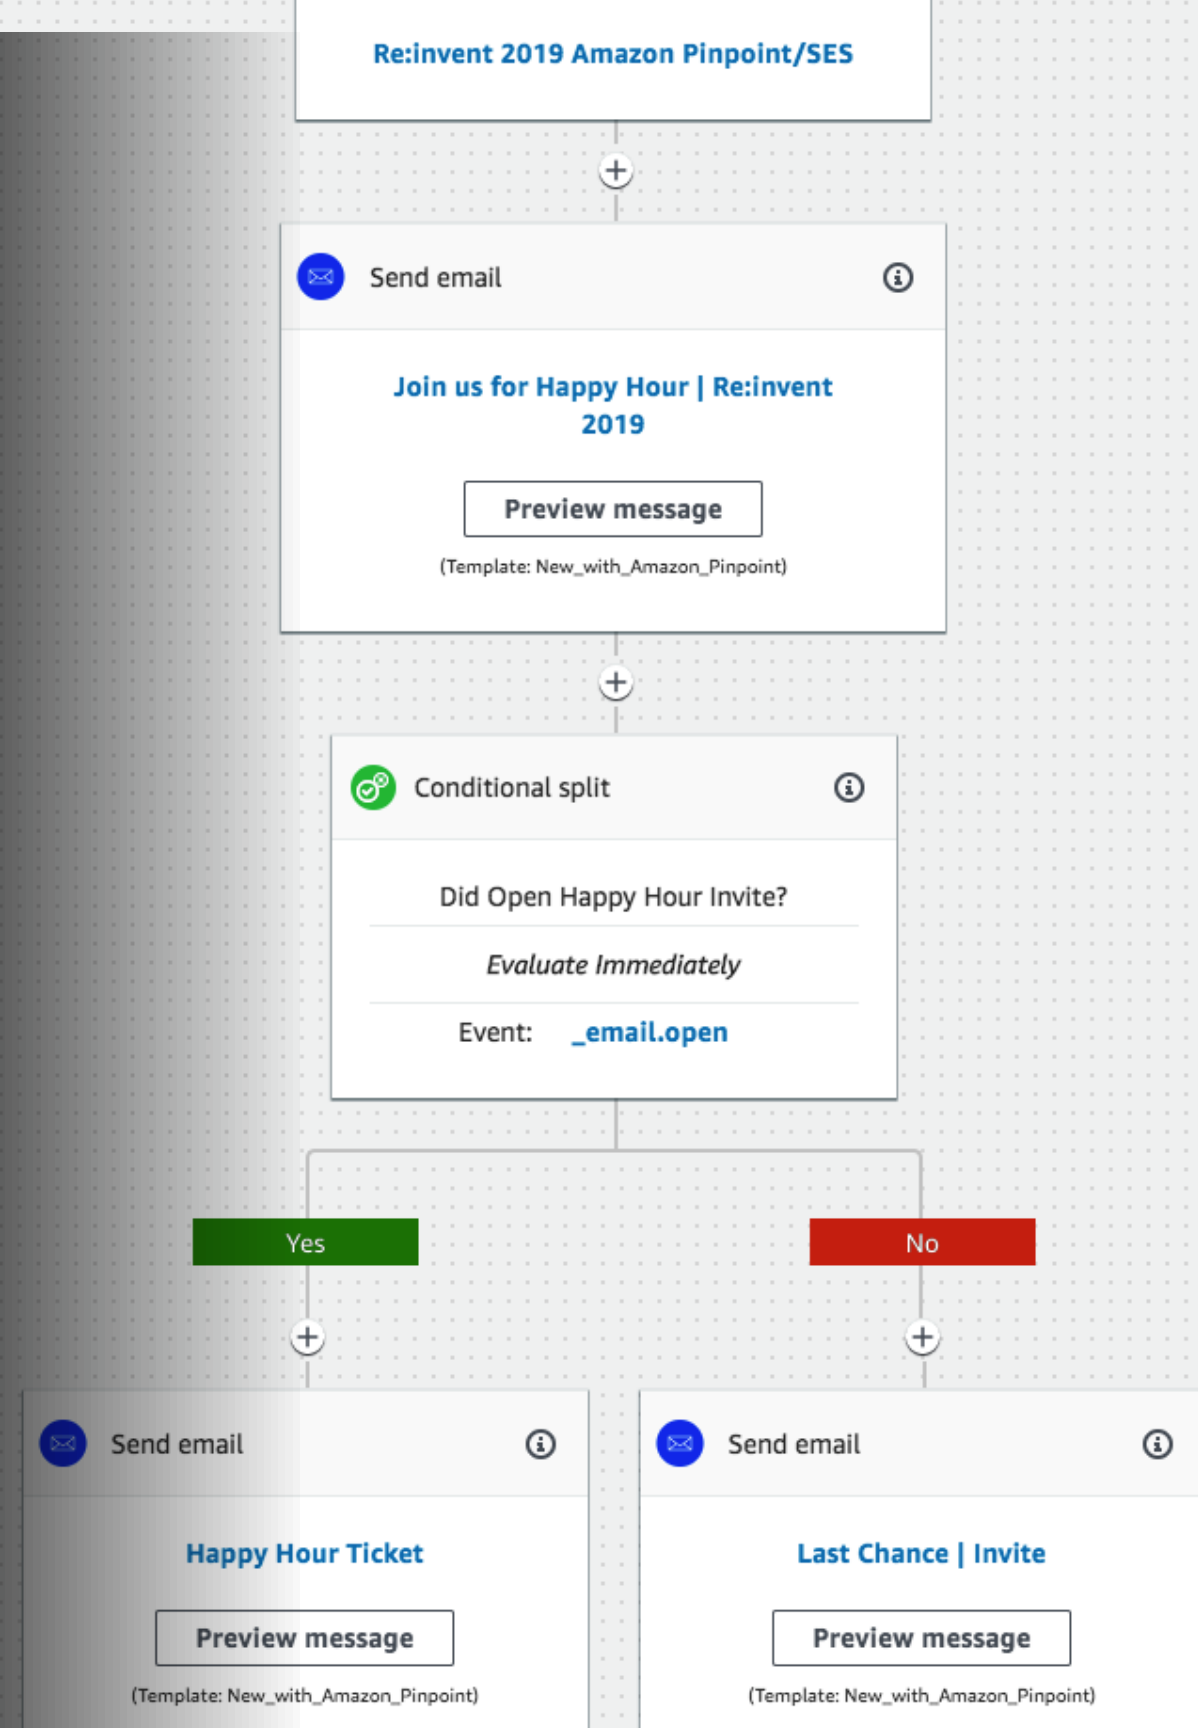 Re:invent 2019 Amazon Pinpoint/SES
Send email
Join us for Happy Hour | Re:invent
2019
Preview message
(Template: New_with_Amazon_Pinpoint)
Conditional split
Did Open Happy Hour Invite?
Evaluate Immediately
Event: _email.open
Yes
No
Send email
Happy Hour Ticket
Preview message
(Template: New_with_Amazon_Pinpoint)
Send email
Last Chance | Invite
Preview message
(Template: New_with_Amazon_Pinpoint)